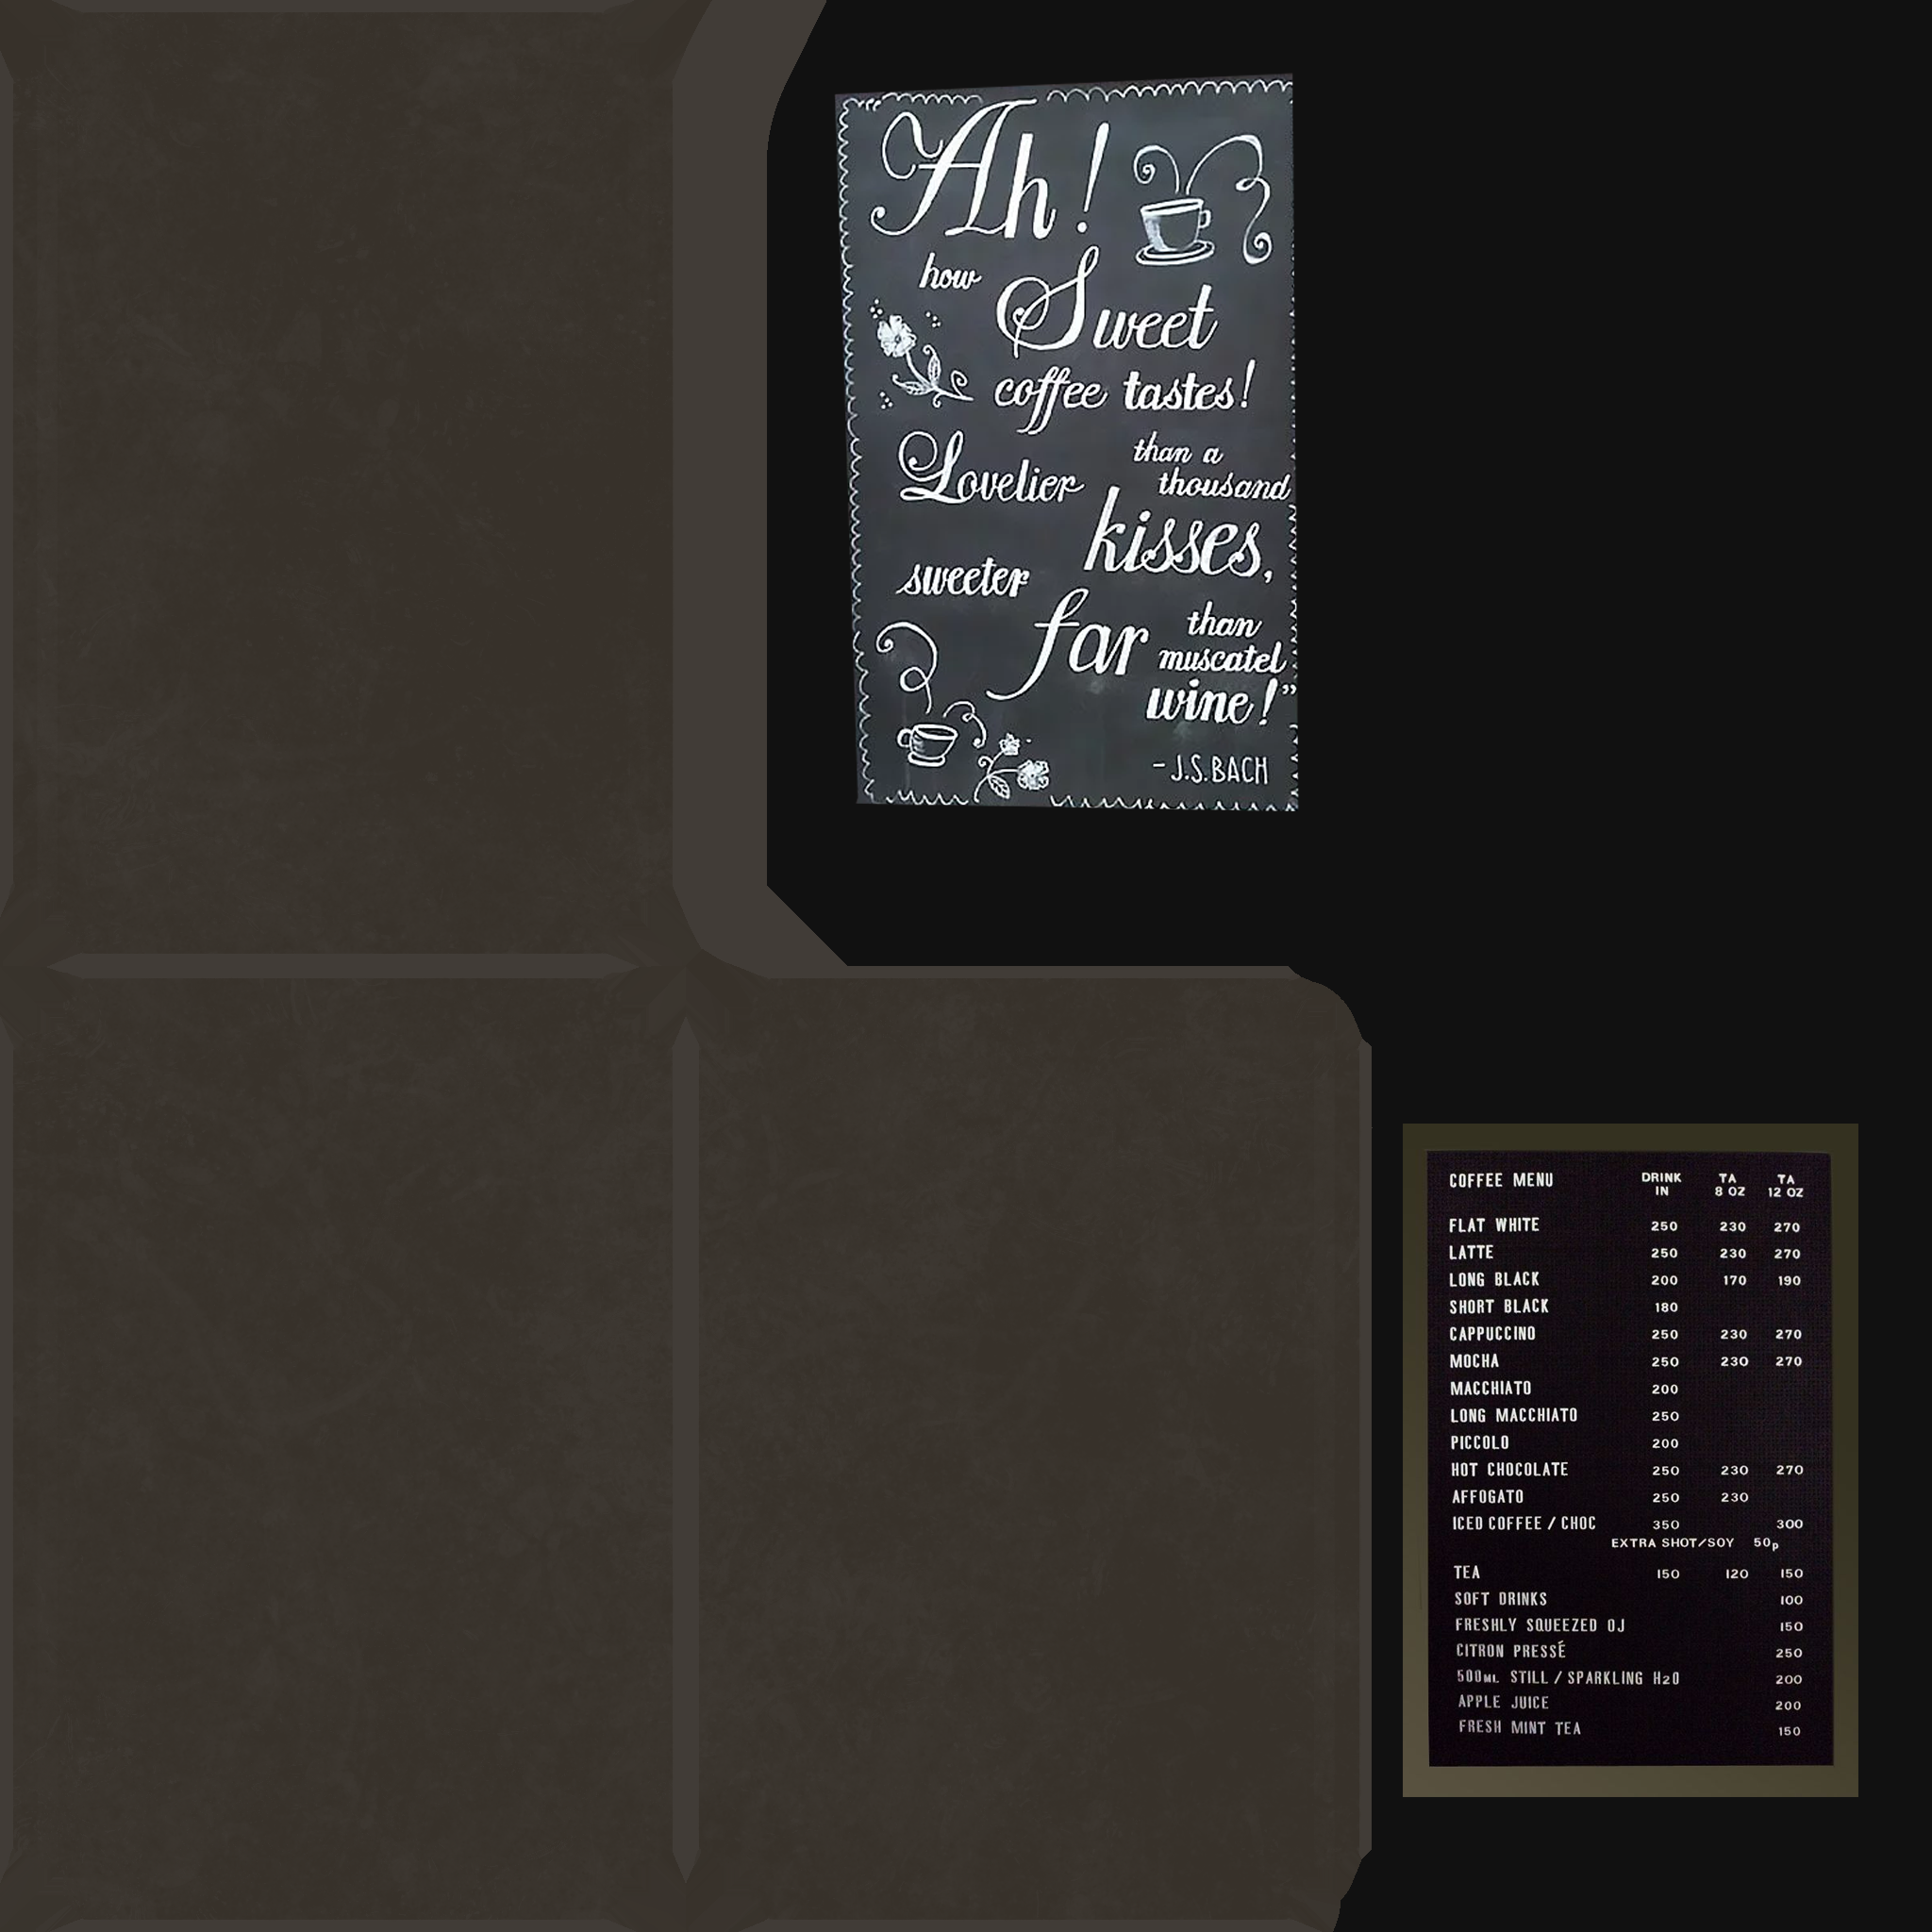 Ah!
how Sweet
coffee tastes!
Lovelier than a
thousand
kisses,
sweeter
far than
muscatel
wine!”
-J.S.BACH
COFFEE MENU DRINK IN TA 8 OZ TA 12 OZ
FLAT WHITE 250 230 270
LATTE 250 230 270
LONG BLACK 200 170 190
SHORT BLACK 180
CAPPUCCINO 250 230 270
MOCHA 250 230 270
MACCHIATO 200
LONG MACCHIATO 250
PICCOLO 200
HOT CHOCOLATE 250 230 270
AFFOGATO 250 230
ICED COFFEE / CHOC 350 300
EXTRA SHOT/SOY 50p
TEA 150 120 150
SOFT DRINKS 100
FRESHLY SQUEEZED OJ 150
CITRON PRESSÉ 250
500ML STILL / SPARKLING H2O 200
APPLE JUICE 200
FRESH MINT TEA 150